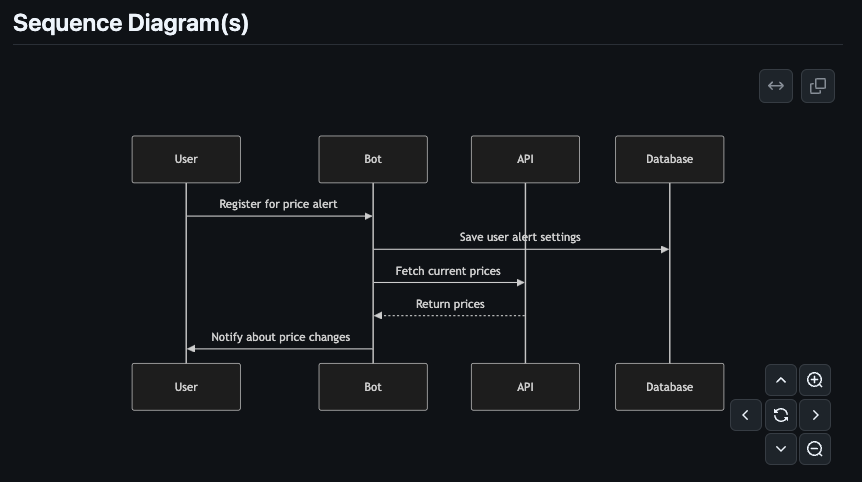 Sequence Diagram(s)
User
Bot
API
Database
Register for price alert
Save user alert settings
Fetch current prices
Return prices
Notify about price changes
User
Bot
API
Database